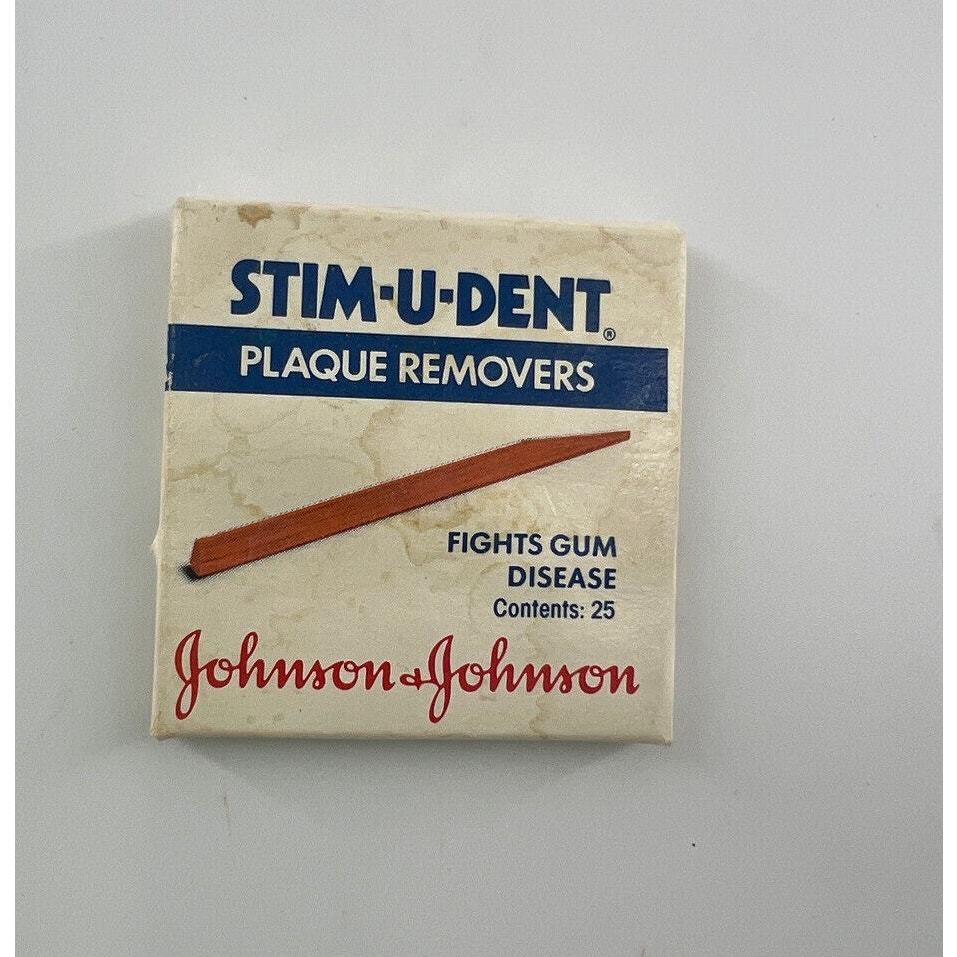 STIM-U-DENT®
PLAQUE REMOVERS
FIGHTS GUM
DISEASE
Contents: 25
Johnson & Johnson